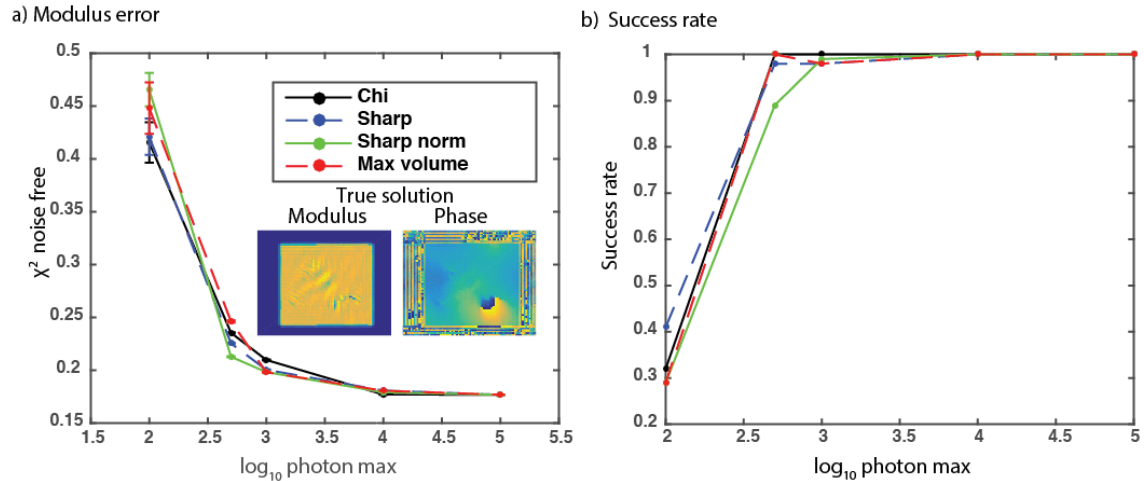 a) Modulus error
0.5
0.45
0.4
0.35
0.3
0.25
0.2
0.15
χ² noise free
Chi
Sharp
Sharp norm
Max volume
True solution
Modulus Phase
1.5 2 2.5 3 3.5 4 4.5 5 5.5
log₁₀ photon max
b) Success rate
1
0.9
0.8
0.7
0.6
0.5
0.4
0.3
0.2
Success rate
2 2.5 3 3.5 4 4.5 5
log₁₀ photon max